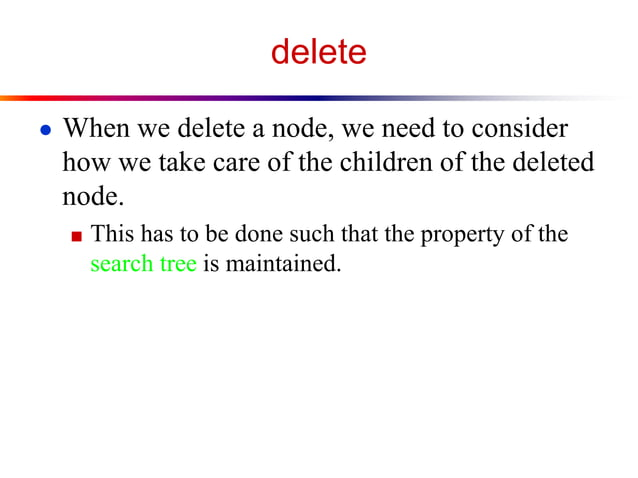 delete
When we delete a node, we need to consider
how we take care of the children of the deleted
node.
This has to be done such that the property of the
search tree is maintained.